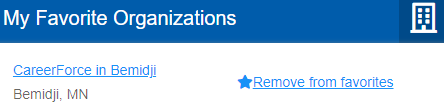 My Favorite Organizations
CareerForce in Bemidji
Remove from favorites
Bemidji, MN